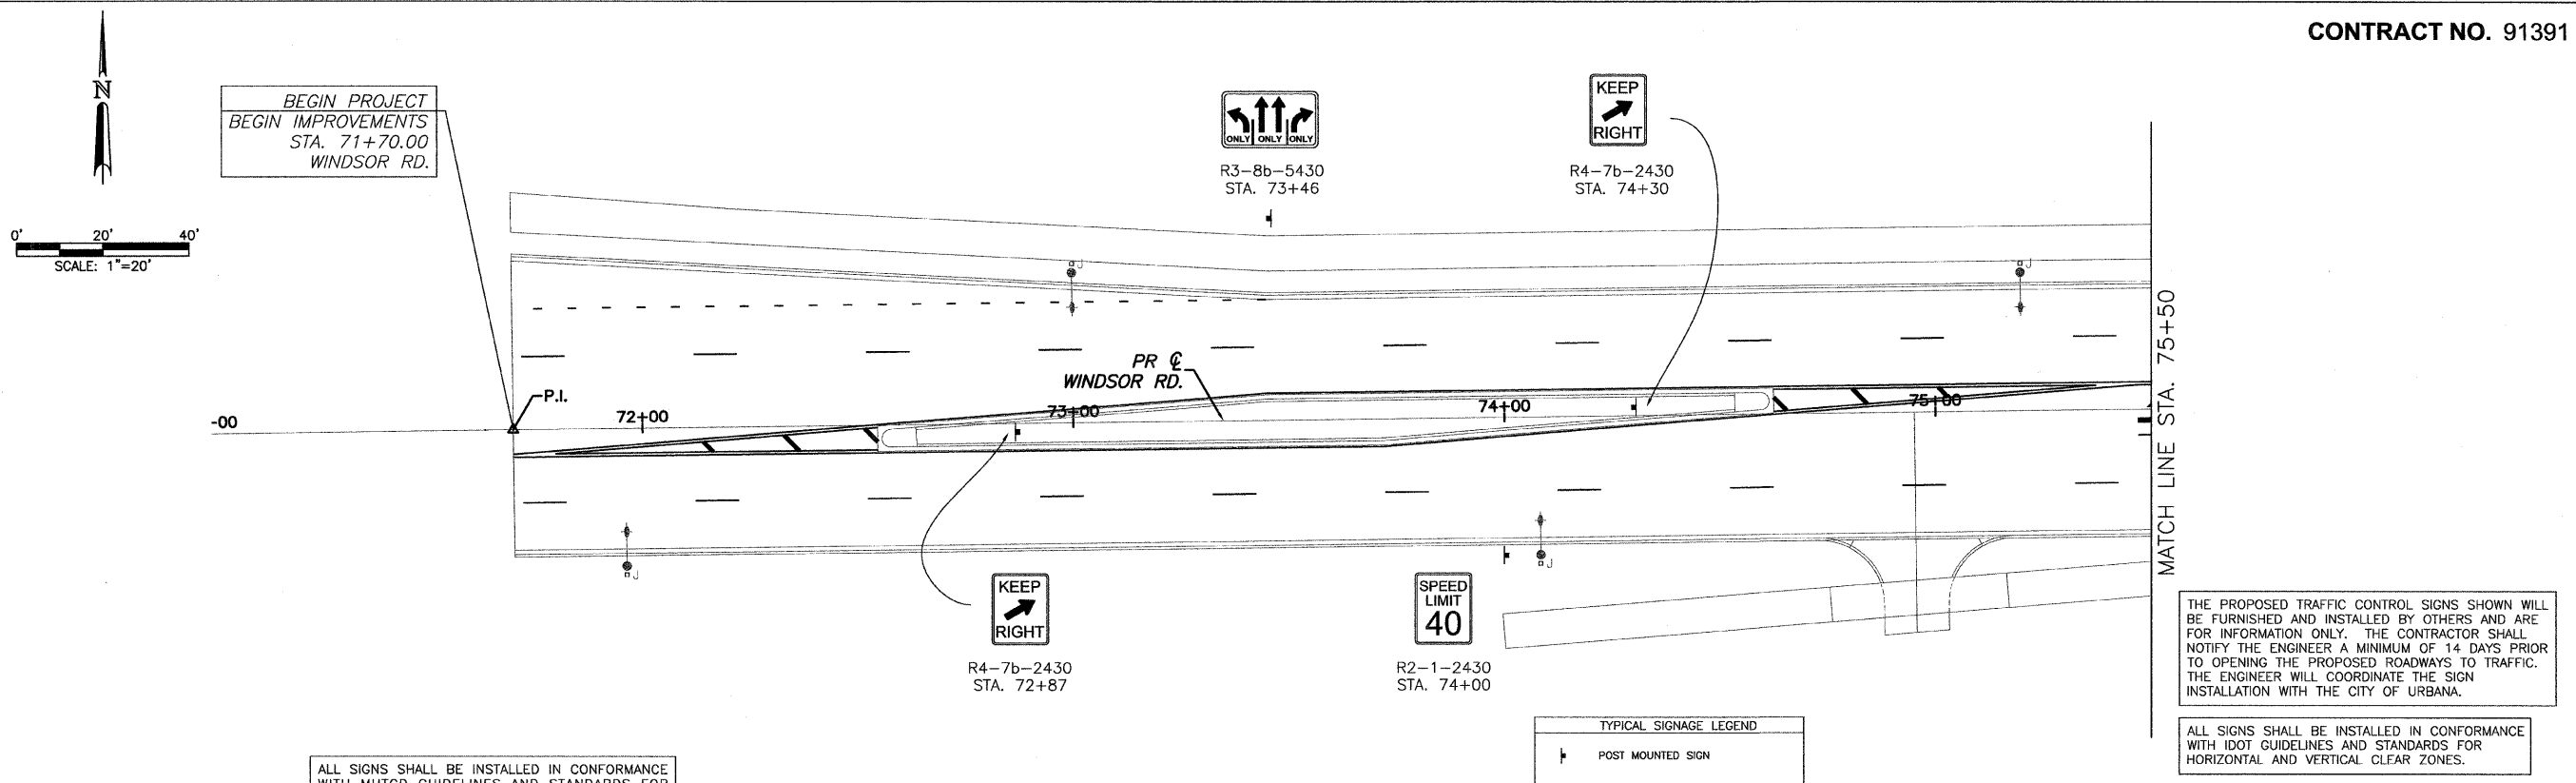 CONTRACT NO. 91391
N
0' 20' 40'
SCALE: 1"=20'
BEGIN PROJECT
BEGIN IMPROVEMENTS
STA. 71+70.00
WINDSOR RD.
ONLY ONLY ONLY
R3-8b-5430
STA. 73+46
KEEP
RIGHT
R4-7b-2430
STA. 74+30
P.I.
-00
72+00
73+00
74+00
75+00
PR ℄
WINDSOR RD.
J
J
J
J
MATCH LINE STA. 75+50
KEEP
RIGHT
R4-7b-2430
STA. 72+87
SPEED
LIMIT
40
R2-1-2430
STA. 74+00
THE PROPOSED TRAFFIC CONTROL SIGNS SHOWN WILL
BE FURNISHED AND INSTALLED BY OTHERS AND ARE
FOR INFORMATION ONLY. THE CONTRACTOR SHALL
NOTIFY THE ENGINEER A MINIMUM OF 14 DAYS PRIOR
TO OPENING THE PROPOSED ROADWAYS TO TRAFFIC.
THE ENGINEER WILL COORDINATE THE SIGN
INSTALLATION WITH THE CITY OF URBANA.
TYPICAL SIGNAGE LEGEND
POST MOUNTED SIGN
ALL SIGNS SHALL BE INSTALLED IN CONFORMANCE
WITH IDOT GUIDELINES AND STANDARDS FOR
HORIZONTAL AND VERTICAL CLEAR ZONES.
ALL SIGNS SHALL BE INSTALLED IN CONFORMANCE
WITH MUTCD GUIDELINES AND STANDARDS FOR